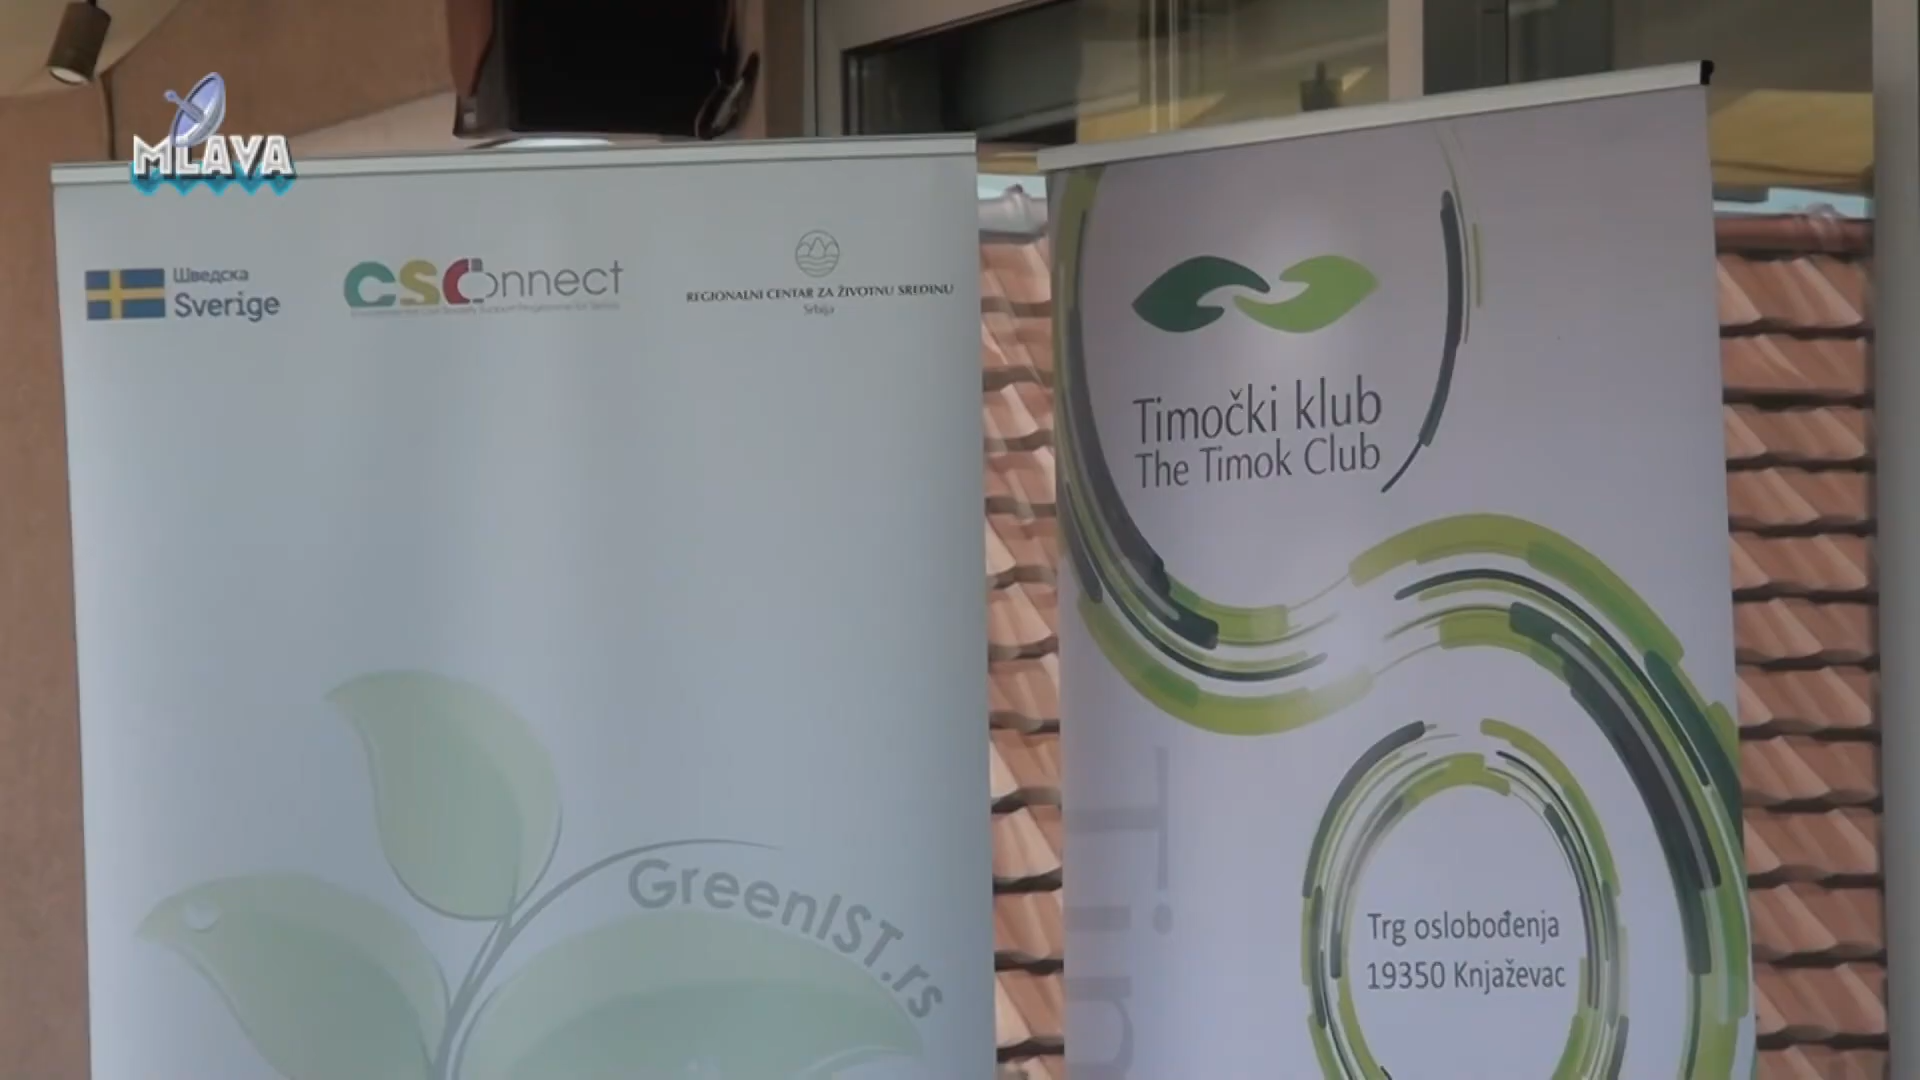 MLAVA
Шведска
Sverige
CSConnect
REGIONALNI CENTAR ZA ŽIVOTNU SREDINU
Srbija
GreenIST.rs
Timočki klub
The Timok Club
Tim
Trg oslobođenja
19350 Knjaževac